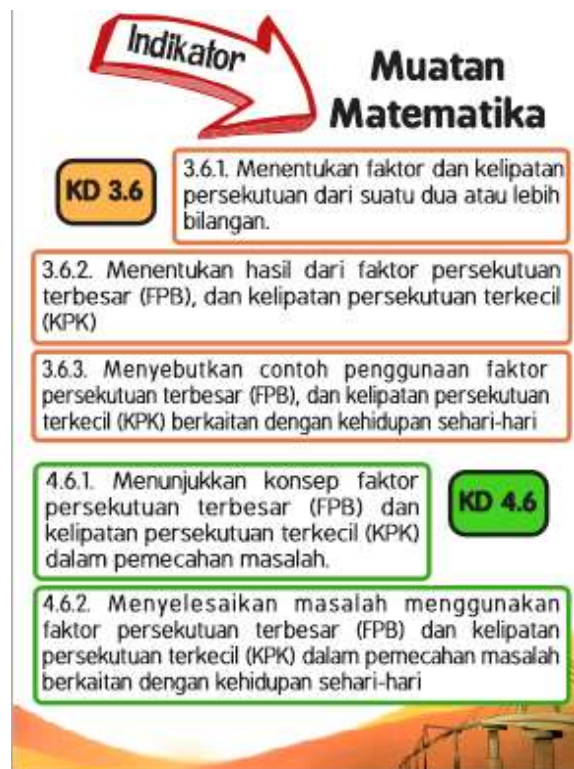 Indikator
Muatan
Matematika
KD 3.6
3.6.1. Menentukan faktor dan kelipatan
persekutuan dari suatu dua atau lebih
bilangan.
3.6.2. Menentukan hasil dari faktor persekutuan
terbesar (FPB), dan kelipatan persekutuan terkecil
(KPK)
3.6.3. Menyebutkan contoh penggunaan faktor
persekutuan terbesar (FPB), dan kelipatan persekutuan
terkecil (KPK) berkaitan dengan kehidupan sehari-hari
4.6.1. Menunjukkan konsep faktor
persekutuan terbesar (FPB) dan
kelipatan persekutuan terkecil (KPK)
dalam pemecahan masalah.
KD 4.6
4.6.2. Menyelesaikan masalah menggunakan
faktor persekutuan terbesar (FPB) dan kelipatan
persekutuan terkecil (KPK) dalam pemecahan masalah
berkaitan dengan kehidupan sehari-hari